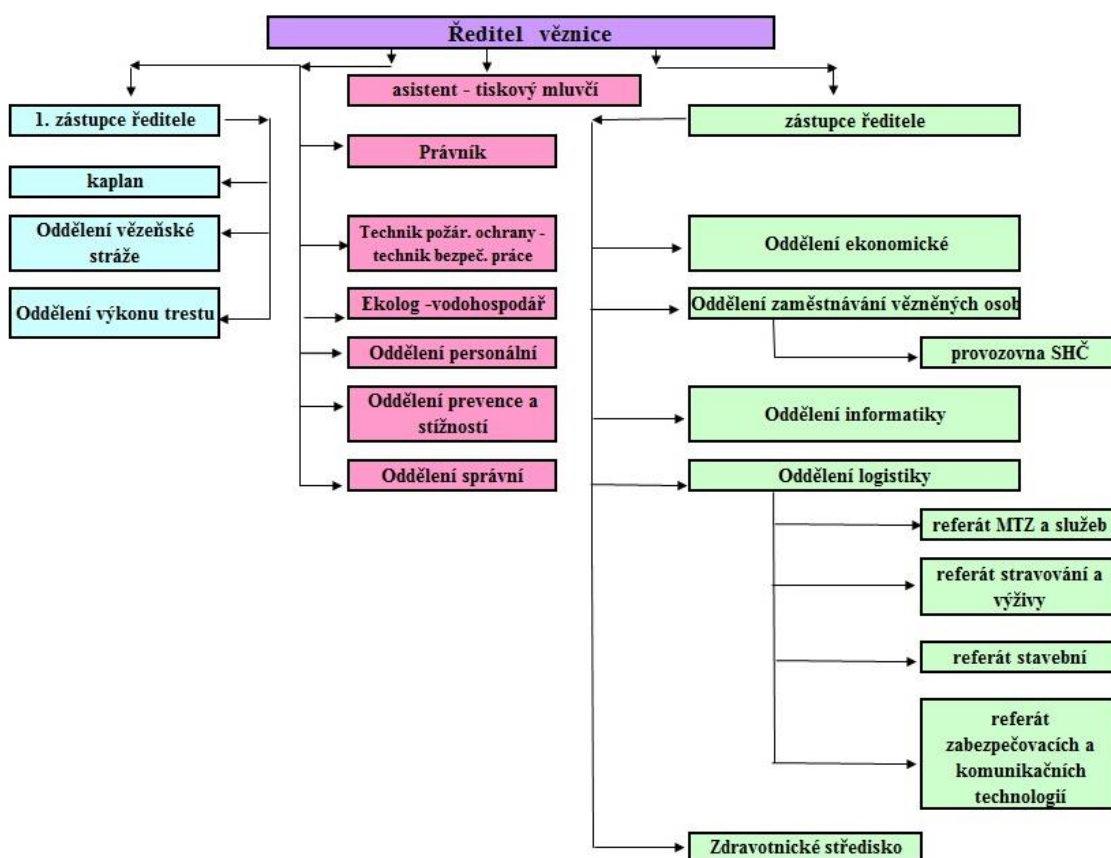 Ředitel věznice
asistent - tiskový mluvčí
1. zástupce ředitele
kaplan
Oddělení vězeňské
stráže
Oddělení výkonu trestu
Právník
Technik požár. ochrany -
technik bezpeč. práce
Ekolog -vodohospodář
Oddělení personální
Oddělení prevence a
stížností
Oddělení správní
zástupce ředitele
Oddělení ekonomické
Oddělení zaměstnávání vězněných osob
provozovna SHČ
Oddělení informatiky
Oddělení logistiky
referát MTZ a služeb
referát stravování a
výživy
referát stavební
referát
zabezpečovacích a
komunikačních
technologií
Zdravotnické středisko